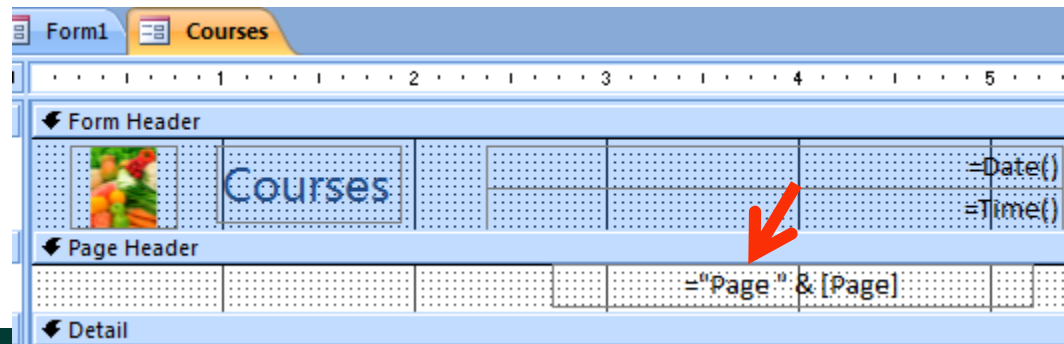 Form1 Courses
1 2 3 4 5
Form Header
Courses
=Date()
=Time()
Page Header
="Page " & [Page]
Detail